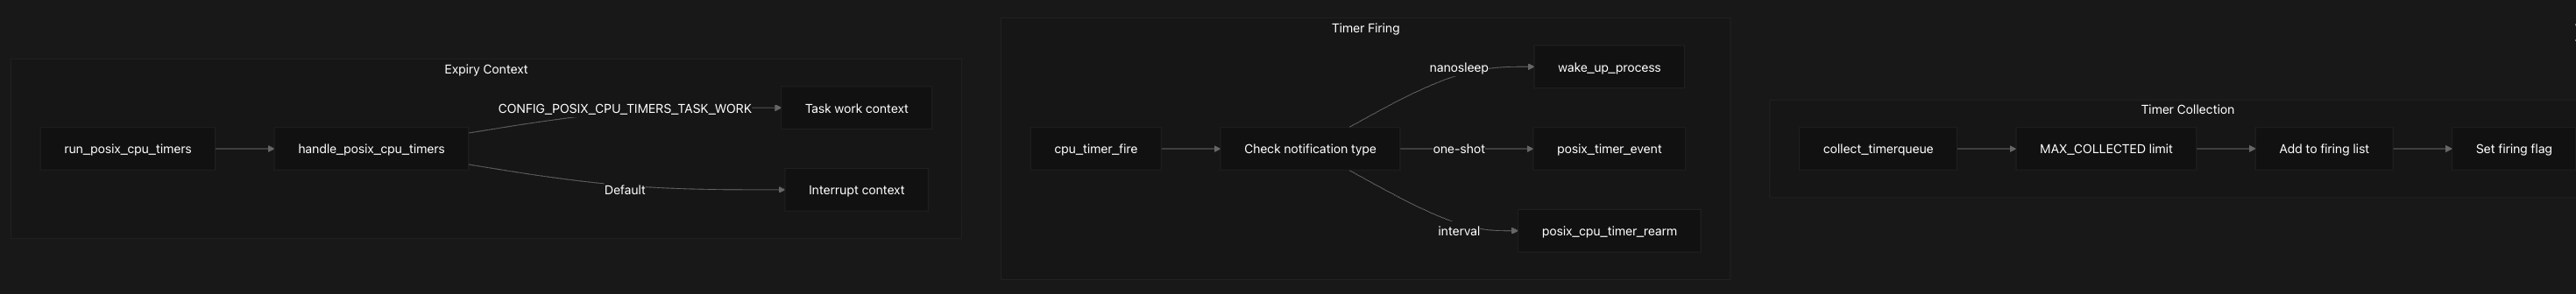 Expiry Context
run_posix_cpu_timers
handle_posix_cpu_timers
CONFIG_POSIX_CPU_TIMERS_TASK_WORK
Task work context
Default
Interrupt context
Timer Firing
cpu_timer_fire
Check notification type
nanosleep
wake_up_process
one-shot
posix_timer_event
interval
posix_cpu_timer_rearm
Timer Collection
collect_timerqueue
MAX_COLLECTED limit
Add to firing list
Set firing flag